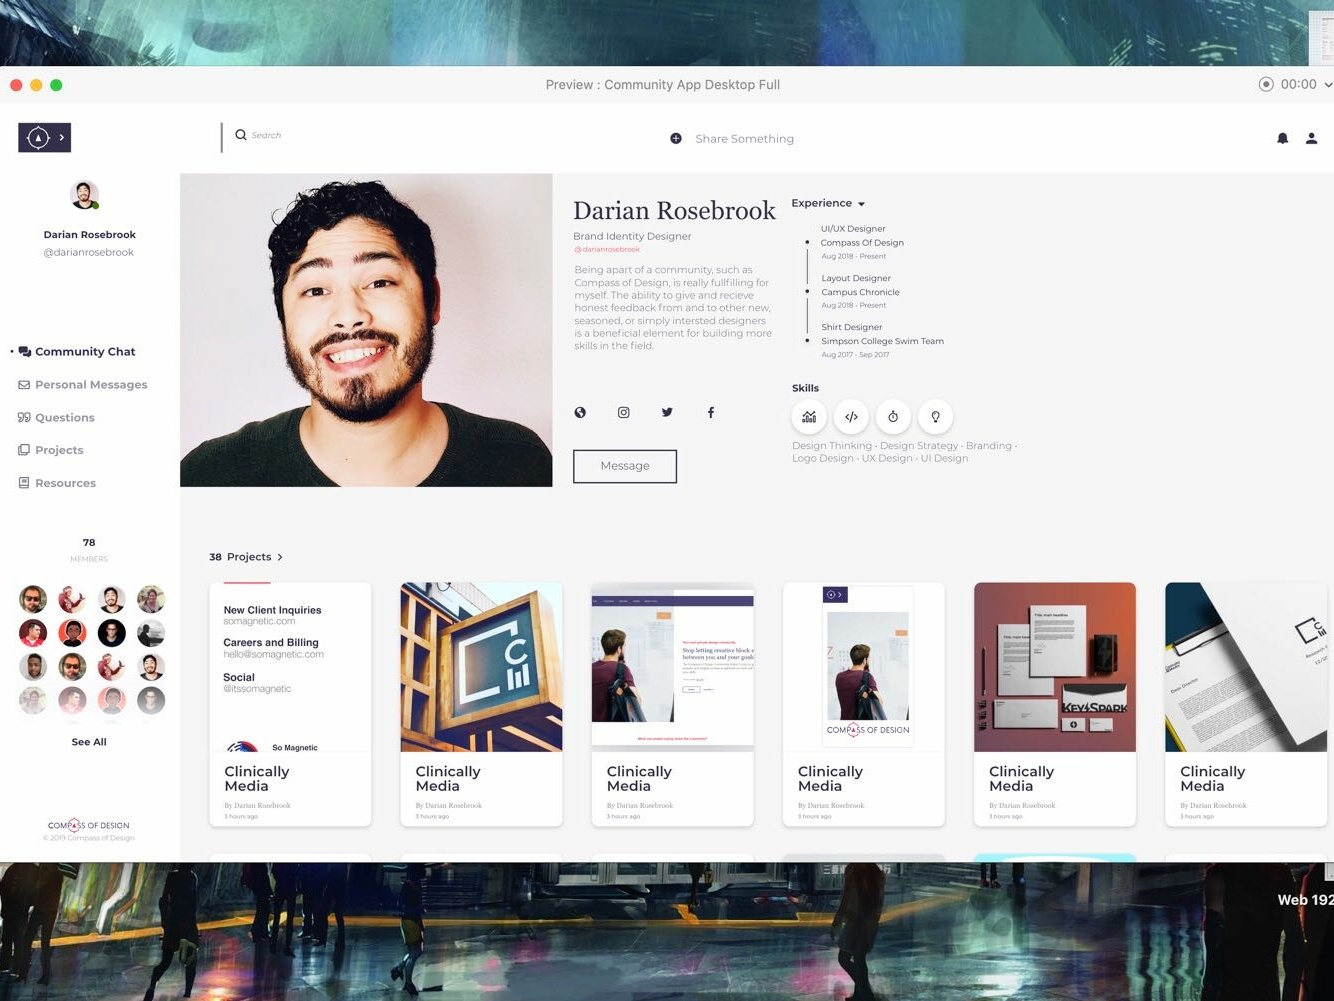 Preview : Community App Desktop Full
00:00
Search
Share Something
Darian Rosebrook
@darianrosebrook
Community Chat
Personal Messages
Questions
Projects
Resources
78
MEMBERS
See All
COMPASS OF DESIGN
© 2019 Compass of Design
Darian Rosebrook
Brand Identity Designer
@darianrosebrook
Being apart of a community, such as
Compass of Design, is really fullfilling for
myself. The ability to give and recieve
honest feedback from and to other new,
seasoned, or simply intersted designers
is a beneficial element for building more
skills in the field.
Message
Experience
UI/UX Designer
Compass Of Design
Aug 2018 - Present
Layout Designer
Campus Chronicle
Aug 2018 - Present
Shirt Designer
Simpson College Swim Team
Aug 2017 - Sep 2017
Skills
Design Thinking • Design Strategy • Branding •
Logo Design • UX Design • UI Design
38 Projects
New Client Inquiries
somagnetic.com
Careers and Billing
hello@somagnetic.com
Social
@itssomagnetic
So Magnetic
Clinically
Media
By Darian Rosebrook
3 hours ago
Clinically
Media
By Darian Rosebrook
3 hours ago
Stop letting creative block
between you and your goals
Clinically
Media
By Darian Rosebrook
3 hours ago
COMPASS OF DESIGN
Clinically
Media
By Darian Rosebrook
3 hours ago
KEYSPARK
Clinically
Media
By Darian Rosebrook
3 hours ago
Dear Director
Clinically
Media
By Darian Rosebrook
3 hours ago
Web 192